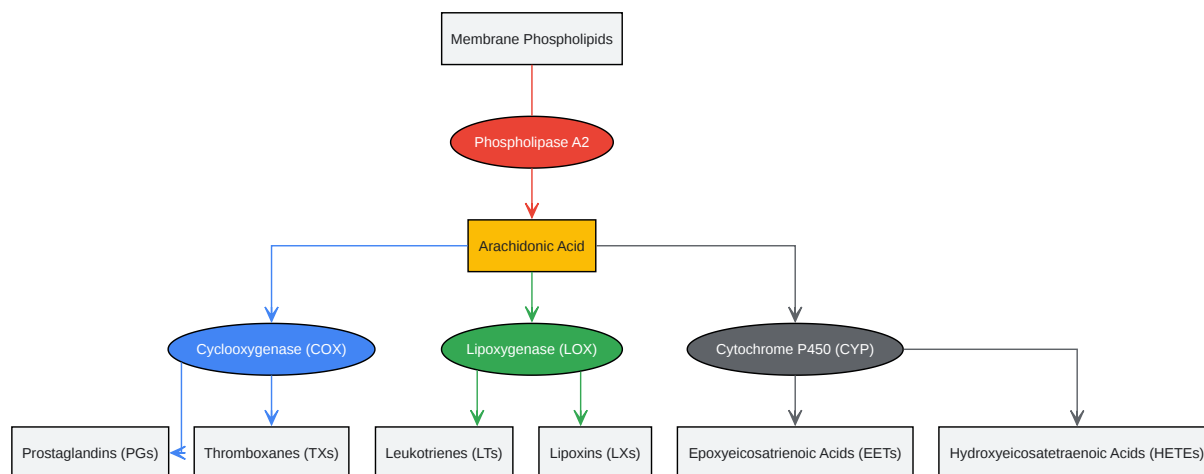 Membrane Phospholipids
Phospholipase A2
Arachidonic Acid
Cyclooxygenase (COX)
Lipoxygenase (LOX)
Cytochrome P450 (CYP)
Prostaglandins (PGs)
Thromboxanes (TXs)
Leukotrienes (LTs)
Lipoxins (LXs)
Epoxyeicosatrienoic Acids (EETs)
Hydroxyeicosatetraenoic Acids (HETEs)